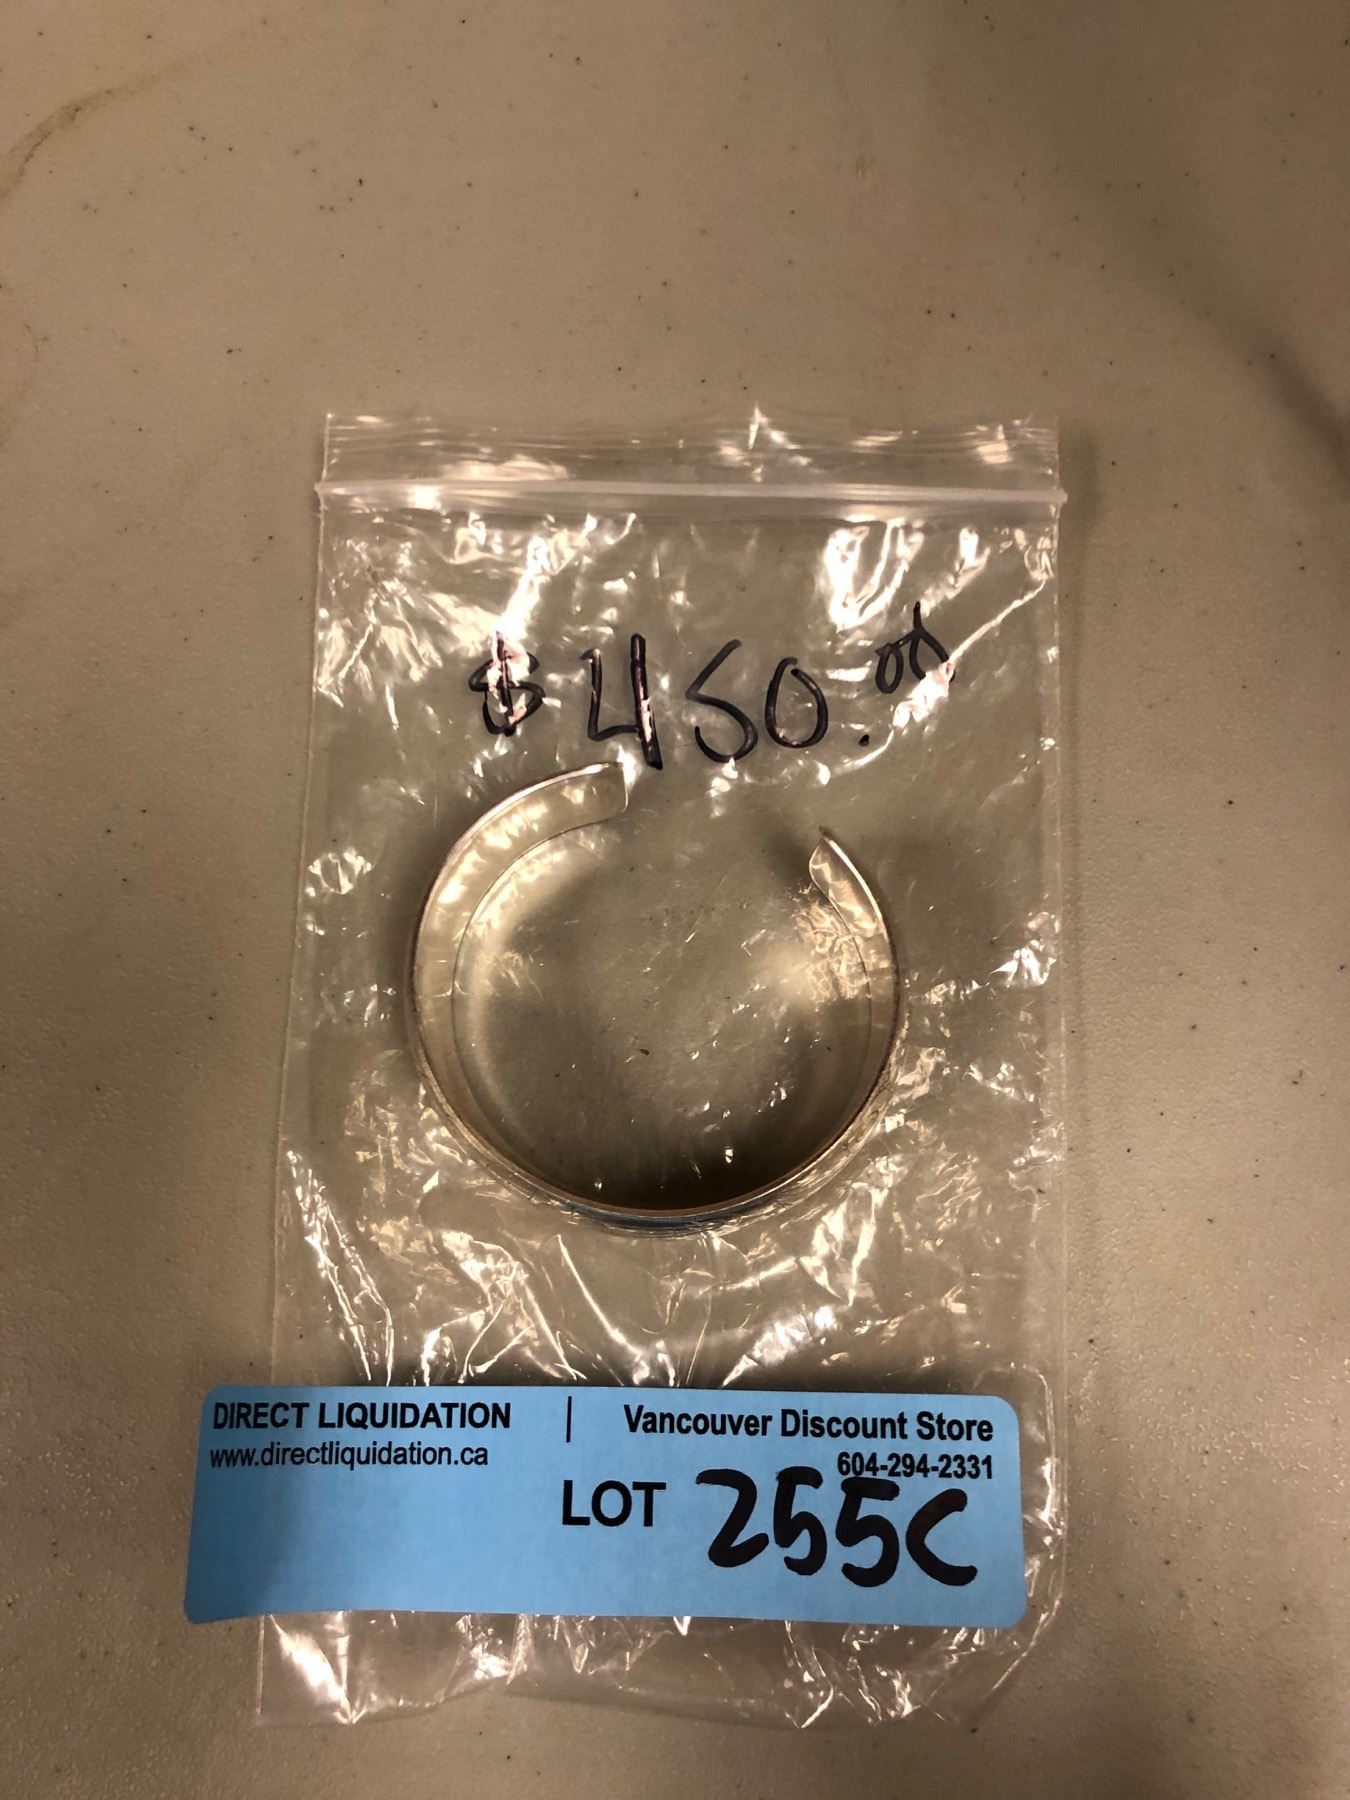 $450.00
DIRECT LIQUIDATION | Vancouver Discount Store
www.directliquidation.ca 604-294-2331
LOT 255C